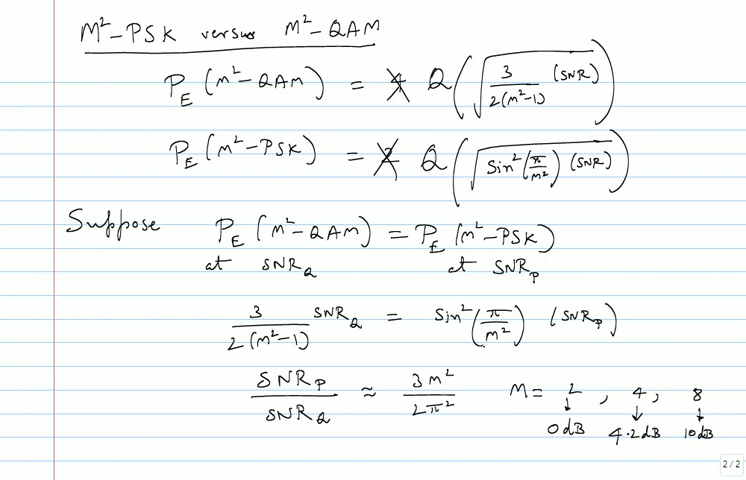 M²-PSK versus M²-QAM
P_E (M²-QAM) = 4 Q(√(3/(2(M²-1)) (SNR)))
P_E (M²-PSK) = 2 Q(√(Sin²(π/M²) (SNR)))
Suppose P_E (M²-QAM) = P_E (M²-PSK)
at SNR_Q at SNR_P
3/(2(M²-1)) SNR_Q = Sin²(π/M²) (SNR_P)
SNR_P/SNR_Q ≈ 3M²/2π² M = 2, 4, 8
↓ ↓ ↓
0dB 4.2dB 10dB
2/2